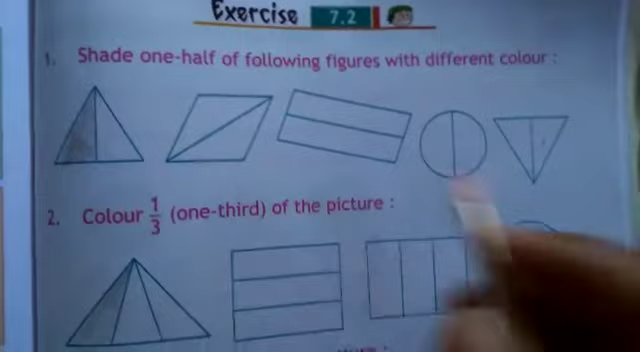 Exercise 7.2
1. Shade one-half of following figures with different colour :
2. Colour 1/3 (one-third) of the picture :